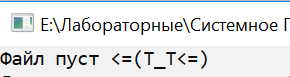 E:\Лабораторные\Системное П
Файл пуст <=(T_T<=)